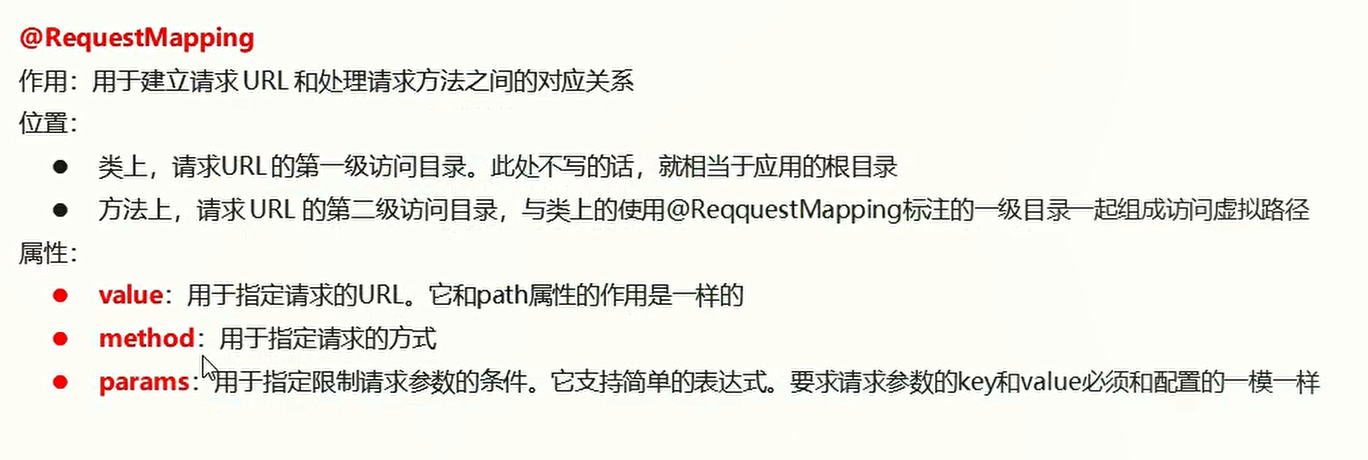 @RequestMapping
作用：用于建立请求 URL 和处理请求方法之间的对应关系
位置：
● 类上，请求URL的第一级访问目录。此处不写的话，就相当于应用的根目录
● 方法上，请求 URL 的第二级访问目录，与类上的使用@ReqquestMapping标注的一级目录一起组成访问虚拟路径
属性：
● value：用于指定请求的URL。它和path属性的作用是一样的
● method：用于指定请求的方式
● params：用于指定限制请求参数的条件。它支持简单的表达式。要求请求参数的key和value必须和配置的一模一样